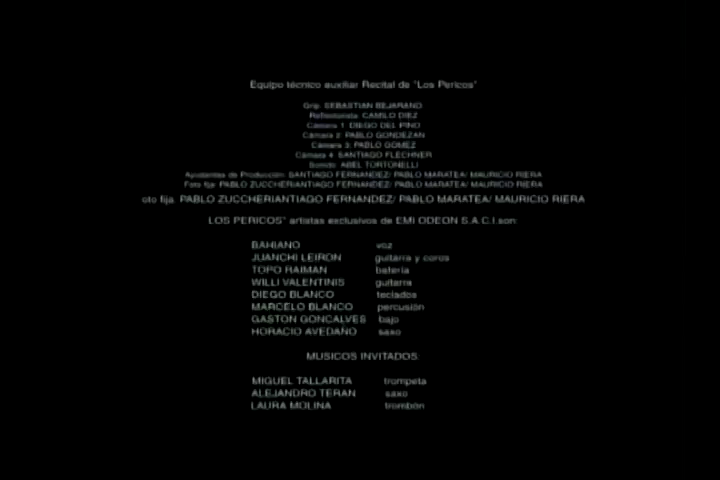 Equipo técnico auxiliar Recital de "Los Pericos"
Grip: SEBASTIAN BEJARANO
Reflectorista: CAMILO DIEZ
Cámara 1: DIEGO DEL PINO
Cámara 2: PABLO GONDEZAN
Cámara 3: PABLO GOMEZ
Cámara 4: SANTIAGO FLECHNER
Sonido: ABEL TORTONELLI
Ayudantes de Producción: SANTIAGO FERNANDEZ/ PABLO MARATEA/ MAURICIO RIERA
Foto fija: PABLO ZUCCHERIANTIAGO FERNANDEZ/ PABLO MARATEA/ MAURICIO RIERA
oto fija: PABLO ZUCCHERIANTIAGO FERNANDEZ/ PABLO MARATEA/ MAURICIO RIERA
LOS PERICOS" artistas exclusivos de EMI ODEON S.A.C.I.son:
BAHIANO voz
JUANCHI LEIRON guitarra y coros
TOPO RAIMAN batería
WILLI VALENTINIS guitarra
DIEGO BLANCO teclados
MARCELO BLANCO percusión
GASTON GONCALVES bajo
HORACIO AVEDAÑO saxo
MUSICOS INVITADOS:
MIGUEL TALLARITA trompeta
ALEJANDRO TERAN saxo
LAURA MOLINA trombón